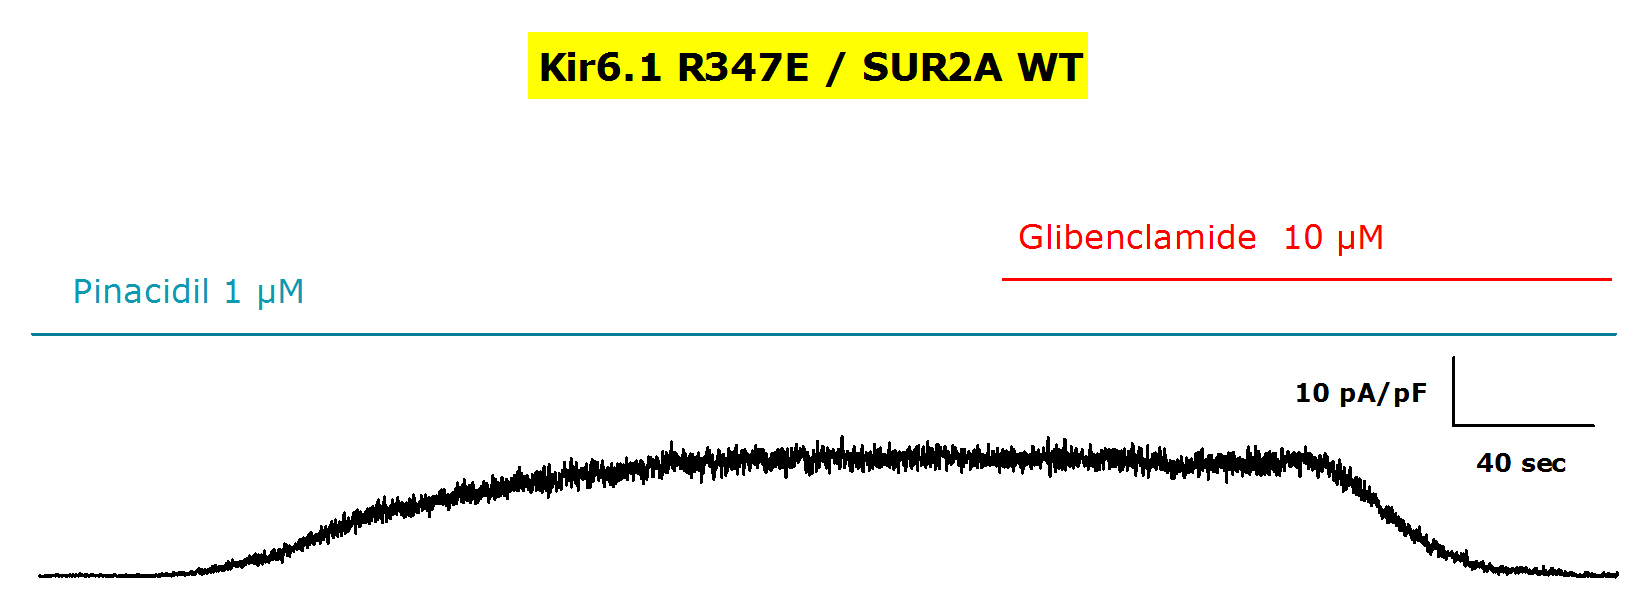 Kir6.1 R347E / SUR2A WT
Glibenclamide 10 µM
Pinacidil 1 µM
10 pA/pF
40 sec